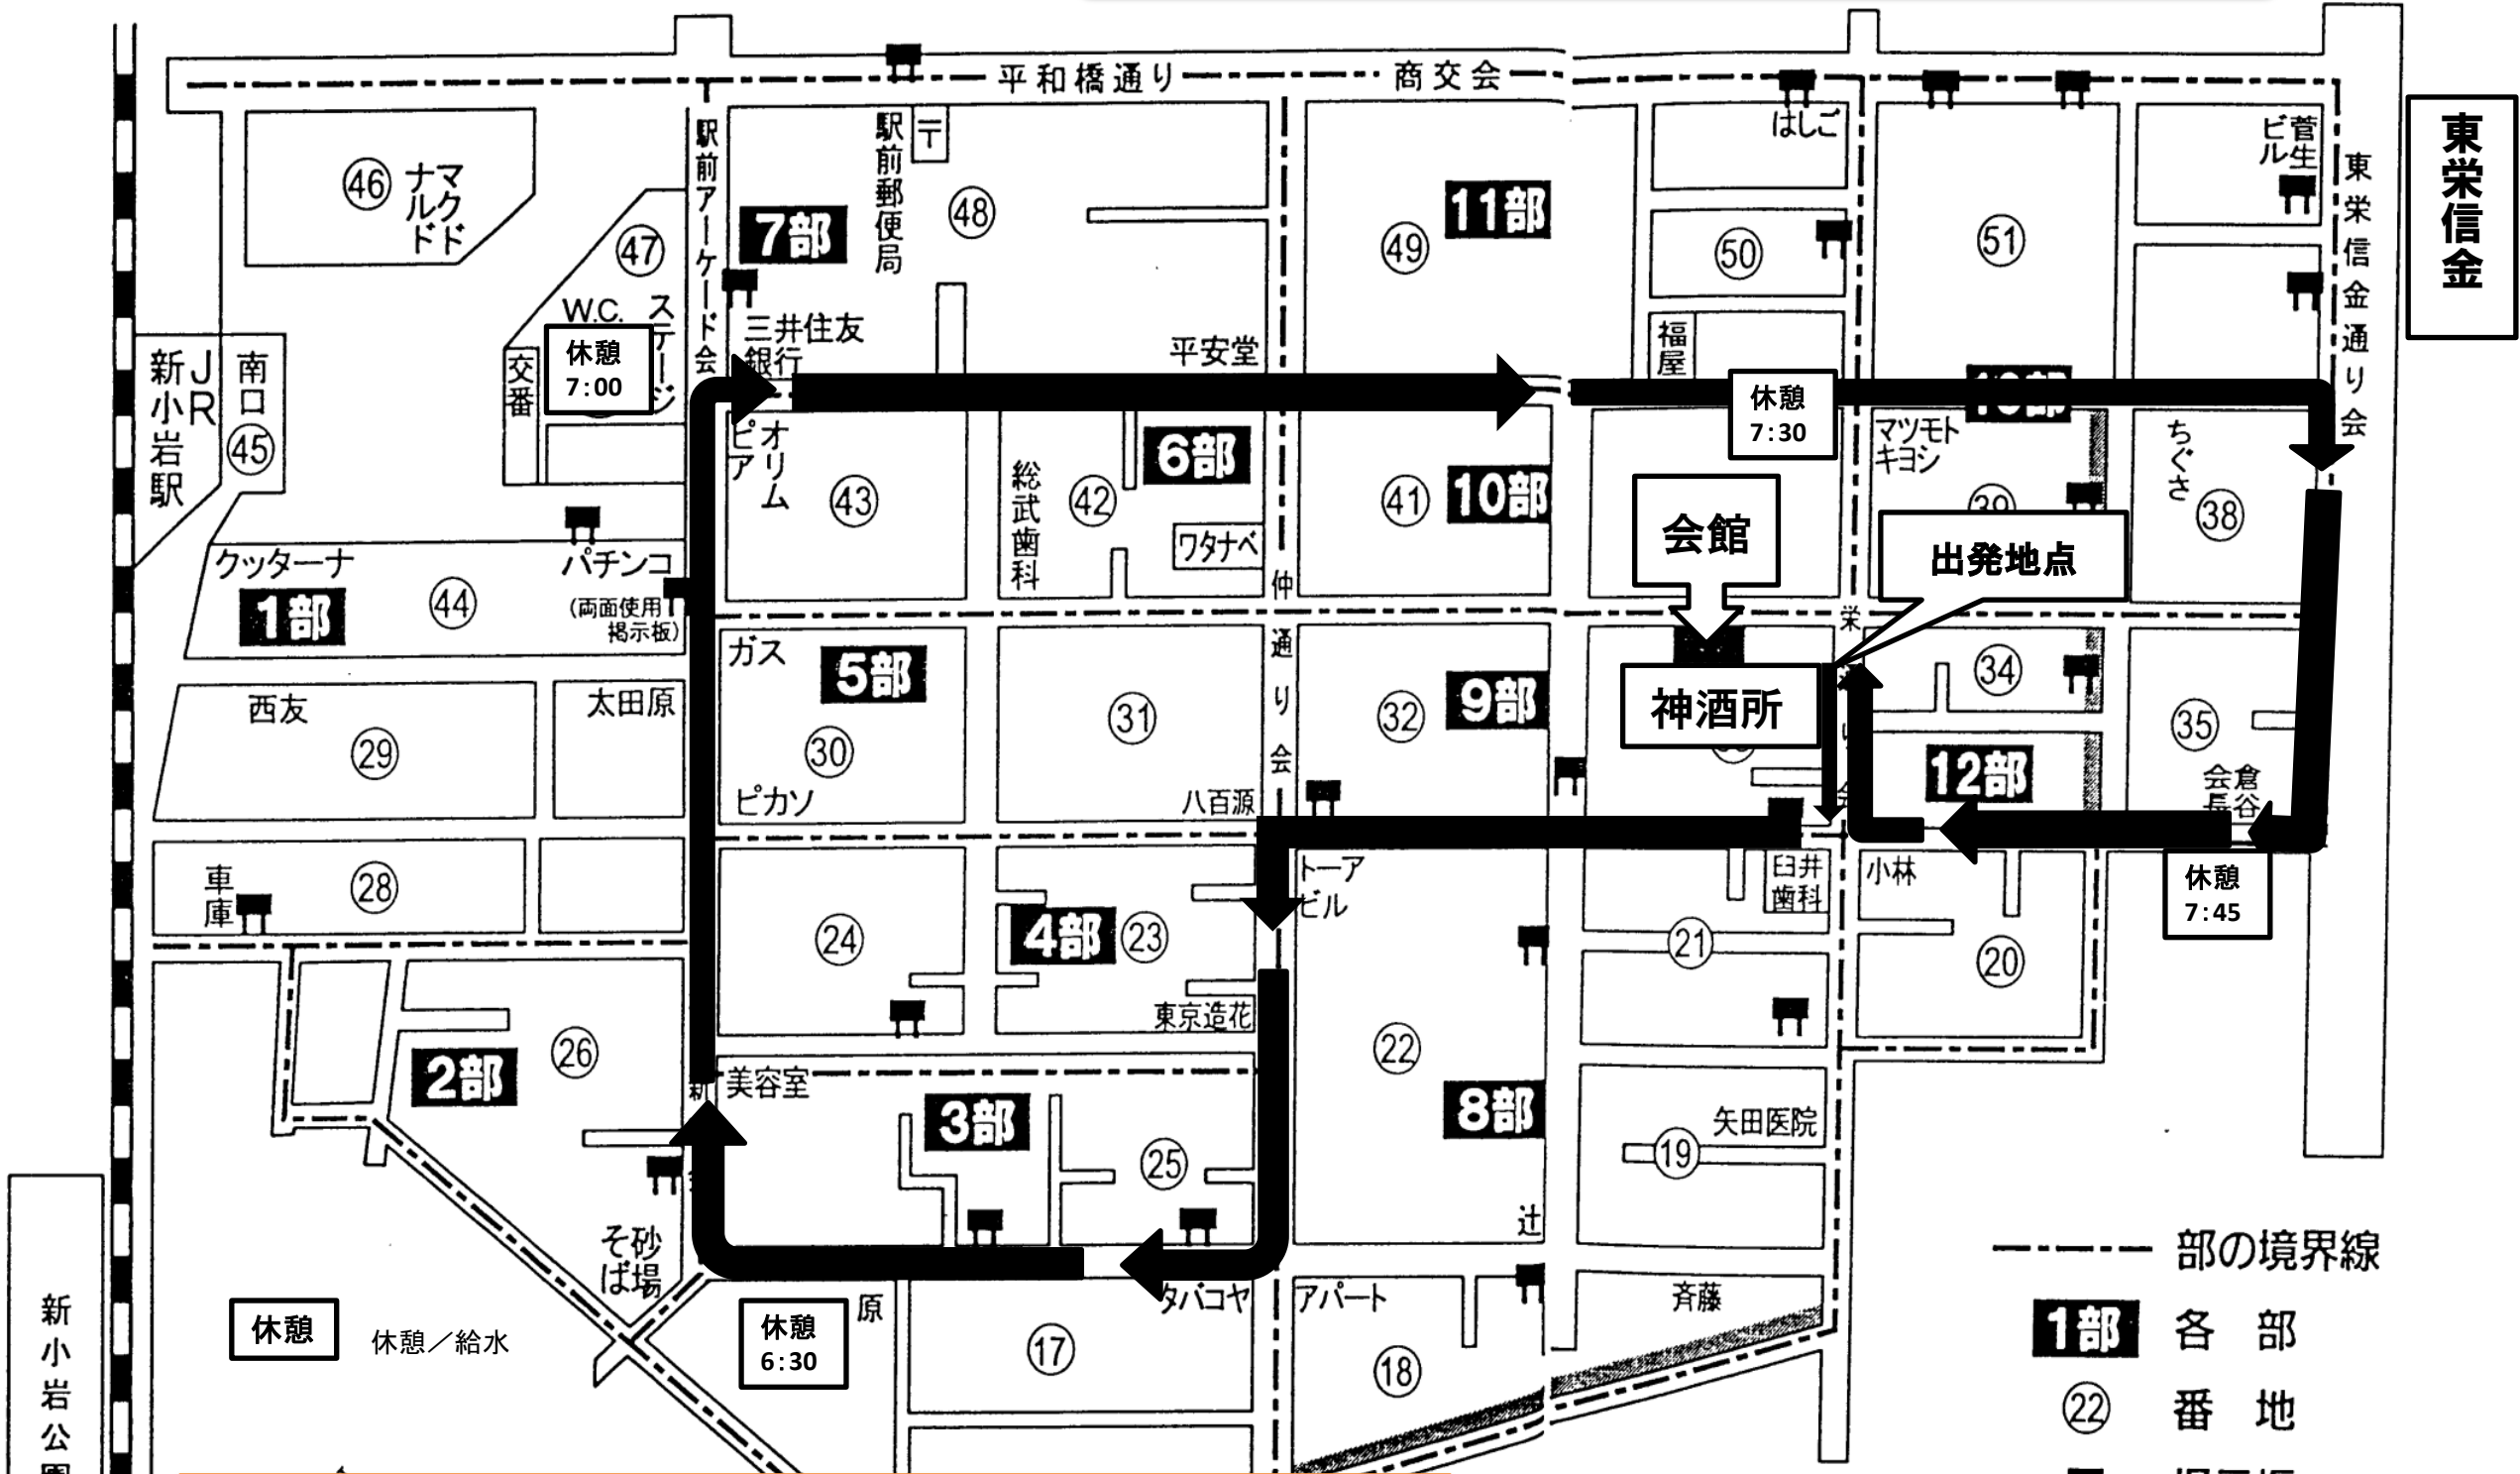 平和橋通り
商交会
東栄信金
東栄信金通り会
菅生
ビル
はしご
駅前アーケード会
駅前郵便局
〒
マクド
ナルド
46
47
7部
48
11部
49
50
51
W.C.
ステージ
休憩
7:00
交番
三井住友
銀行
平安堂
福屋
休憩
7:30
JR
新小岩駅
南口
45
オリム
ピア
43
総武歯科
42
6部
ワタナベ
41
10部
マツモト
キヨシ
39
ちぐさ
38
会館
出発地点
クッターナ
パチンコ
(両面使用
掲示板)
1部
44
仲通り会
栄
ガス
5部
30
ピカソ
31
八百源
32
9部
神酒所
34
12部
35
倉谷
会長
西友
29
太田原
車庫
28
24
4部
23
東京造花
トーア
ビル
臼井
歯科
小林
休憩
7:45
21
20
2部
26
美容室
3部
25
22
8部
矢田医院
19
辻
砂場
そば
タバコヤ
アパート
斉藤
原
17
18
休憩
休憩／給水
休憩
6:30
新小岩公園
部の境界線
1部 各 部
22 番 地